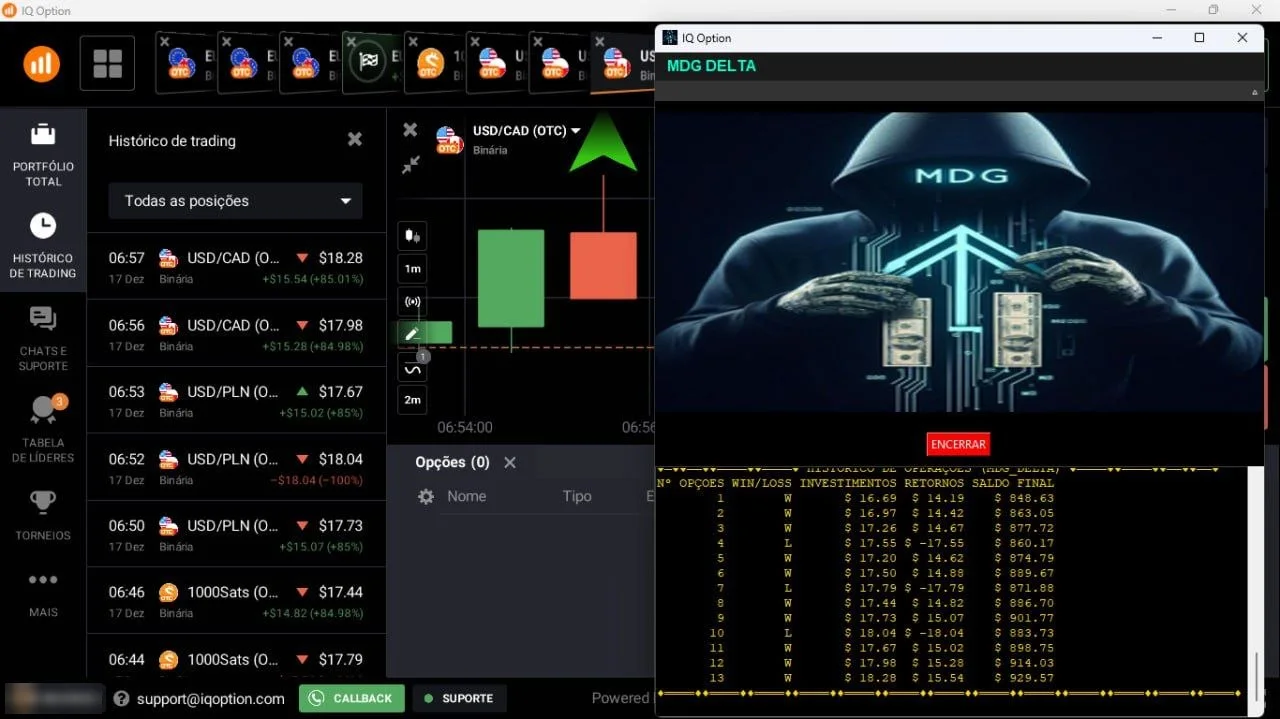 IQ Option
PORTFÓLIO
TOTAL
HISTÓRICO
DE TRADING
CHATS E
SUPORTE
3
TABELA
DE LÍDERES
TORNEIOS
MAIS
Histórico de trading
Todas as posições
06:57 USD/CAD (O... $18.28
17 Dez Binária +$15.54 (+85.01%)
06:56 USD/CAD (O... $17.98
17 Dez Binária +$15.28 (+84.98%)
06:53 USD/PLN (O... $17.67
17 Dez Binária +$15.02 (+85%)
06:52 USD/PLN (O... $18.04
17 Dez Binária −$18.04 (−100%)
06:50 USD/PLN (O... $17.73
17 Dez Binária +$15.07 (+85%)
06:46 1000Sats (O... $17.44
17 Dez Binária +$14.82 (+84.98%)
06:44 1000Sats (O... $17.79
USD/CAD (OTC)
Binária
1m
1
2m
06:54:00
Opções (0)
Nome Tipo
support@iqoption.com
CALLBACK
SUPORTE
Powered
IQ Option
MDG DELTA
MDG
ENCERRAR
HISTÓRICO DE OPERAÇÕES (MDG_DELTA)
Nº OPÇOES WIN/LOSS INVESTIMENTOS RETORNOS SALDO FINAL
1 W $ 16.69 $ 14.19 $ 848.63
2 W $ 16.97 $ 14.42 $ 863.05
3 W $ 17.26 $ 14.67 $ 877.72
4 L $ 17.55 $ -17.55 $ 860.17
5 W $ 17.20 $ 14.62 $ 874.79
6 W $ 17.50 $ 14.88 $ 889.67
7 L $ 17.79 $ -17.79 $ 871.88
8 W $ 17.44 $ 14.82 $ 886.70
9 W $ 17.73 $ 15.07 $ 901.77
10 L $ 18.04 $ -18.04 $ 883.73
11 W $ 17.67 $ 15.02 $ 898.75
12 W $ 17.98 $ 15.28 $ 914.03
13 W $ 18.28 $ 15.54 $ 929.57